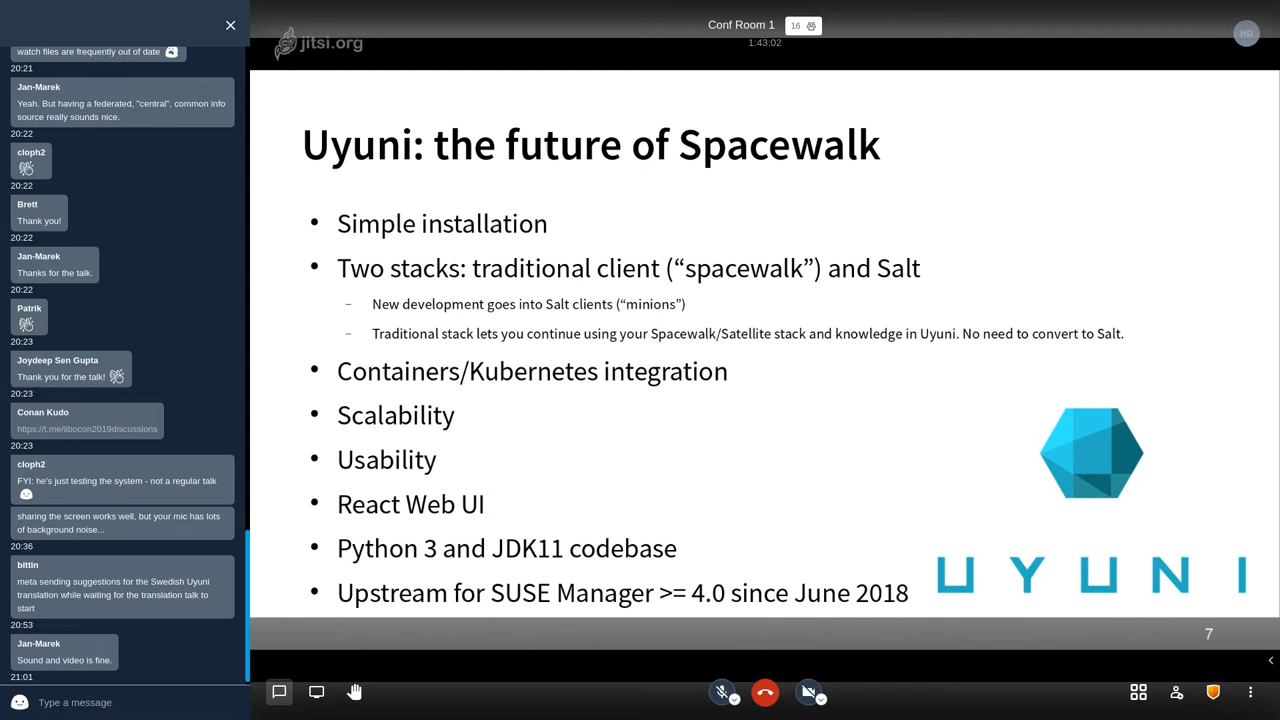 watch files are frequently out of date
20:21
Jan-Marek
Yeah. But having a federated, "central", common info
source really sounds nice.
20:22
cloph2
20:22
Brett
Thank you!
20:22
Jan-Marek
Thanks for the talk.
20:22
Patrik
20:23
Joydeep Sen Gupta
Thank you for the talk!
20:23
Conan Kudo
https://t.me/libocon2019discussions
20:23
cloph2
FYI: he's just testing the system - not a regular talk
sharing the screen works well, but your mic has lots
of background noise...
20:36
bittin
meta sending suggestions for the Swedish Uyuni
translation while waiting for the translation talk to
start
20:53
Jan-Marek
Sound and video is fine.
21:01
Type a message
jitsi.org
Conf Room 1
16
1:43:02
HD
Uyuni: the future of Spacewalk
• Simple installation
• Two stacks: traditional client (“spacewalk”) and Salt
– New development goes into Salt clients (“minions”)
– Traditional stack lets you continue using your Spacewalk/Satellite stack and knowledge in Uyuni. No need to convert to Salt.
• Containers/Kubernetes integration
• Scalability
• Usability
• React Web UI
• Python 3 and JDK11 codebase
• Upstream for SUSE Manager >= 4.0 since June 2018
UYUNI
7